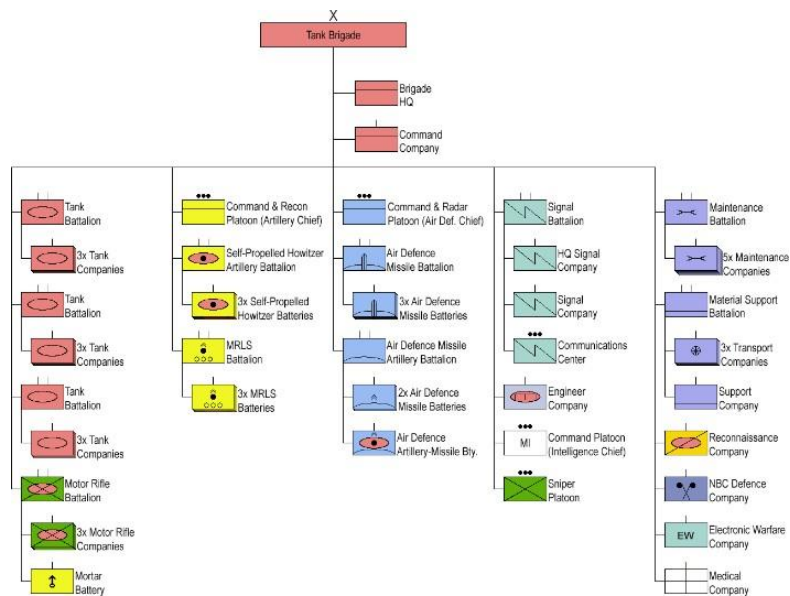 X
Tank Brigade
Brigade
HQ
Command
Company
Tank
Battalion
3x Tank
Companies
Tank
Battalion
3x Tank
Companies
Tank
Battalion
3x Tank
Companies
Motor Rifle
Battalion
3x Motor Rifle
Companies
Mortar
Battery
Command & Recon
Platoon (Artillery Chief)
Self-Propelled Howitzer
Artillery Battalion
3x Self-Propelled
Howitzer Batteries
MRLS
Battalion
3x MRLS
Batteries
Command & Radar
Platoon (Air Def. Chief)
Air Defence
Missile Battalion
3x Air Defence
Missile Batteries
Air Defence Missile
Artillery Battalion
2x Air Defence
Missile Batteries
Air Defence
Artillery-Missile Bty.
Signal
Battalion
HQ Signal
Company
Signal
Company
Communications
Center
Engineer
Company
MI
Command Platoon
(Intelligence Chief)
Sniper
Platoon
Maintenance
Battalion
5x Maintenance
Companies
Material Support
Battalion
3x Transport
Companies
Support
Company
Reconnaissance
Company
NBC Defence
Company
EW
Electronic Warfare
Company
Medical
Company